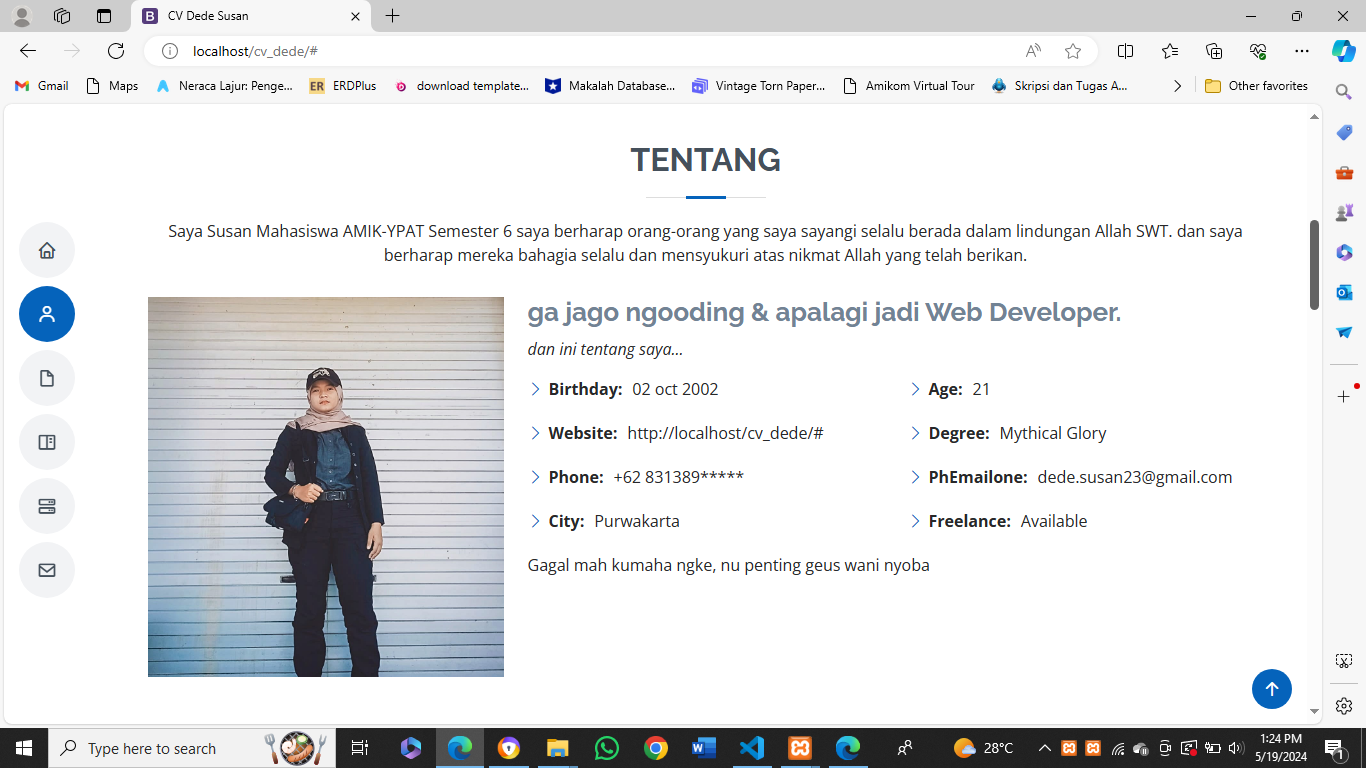 CV Dede Susan
localhost/cv_dede/#
Gmail
Maps
Neraca Lajur: Penge...
ER
ERDPlus
download template...
Makalah Database...
Vintage Torn Paper...
Amikom Virtual Tour
Skripsi dan Tugas A...
Other favorites
TENTANG
Saya Susan Mahasiswa AMIK-YPAT Semester 6 saya berharap orang-orang yang saya sayangi selalu berada dalam lindungan Allah SWT. dan saya
berharap mereka bahagia selalu dan mensyukuri atas nikmat Allah yang telah berikan.
ga jago ngooding & apalagi jadi Web Developer.
dan ini tentang saya...
Birthday: 02 oct 2002
Age: 21
Website: http://localhost/cv_dede/#
Degree: Mythical Glory
Phone: +62 831389*****
PhEmailone: dede.susan23@gmail.com
City: Purwakarta
Freelance: Available
Gagal mah kumaha ngke, nu penting geus wani nyoba
Type here to search
28°C
1:24 PM
5/19/2024
1